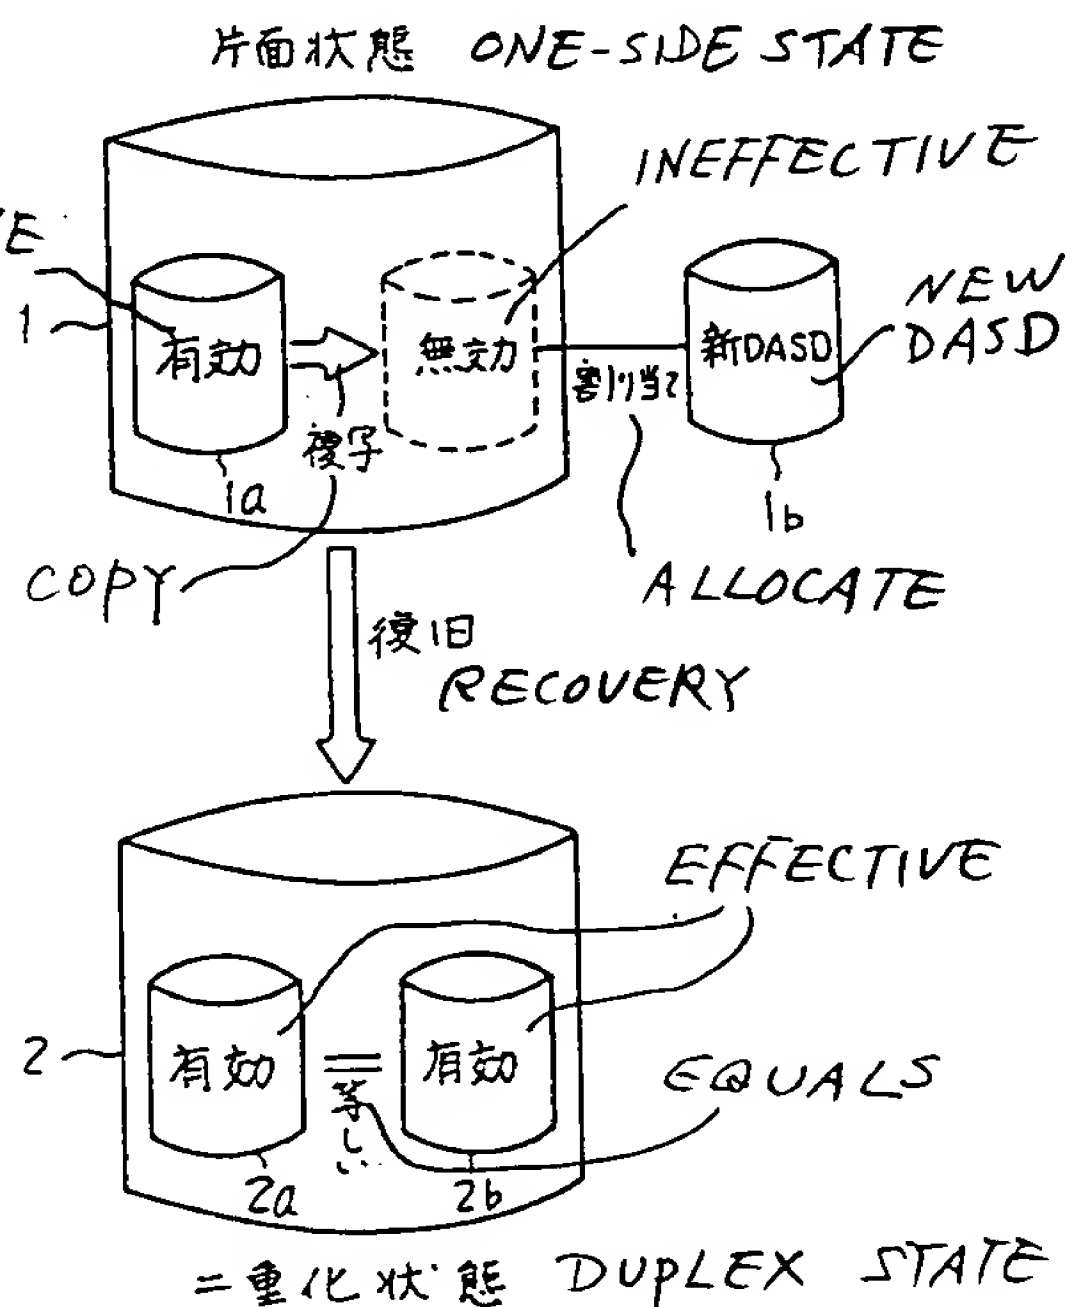 片面状態 ONE-SIDE STATE
INEFFECTIVE
1
有効
無効
新DASD
NEW
DASD
割り当て
複写
1a
1b
COPY
ALLOCATE
復旧
RECOVERY
EFFECTIVE
2
有効
有効
等しい
EQUALS
2a
2b
二重化状態 DUPLEX STATE